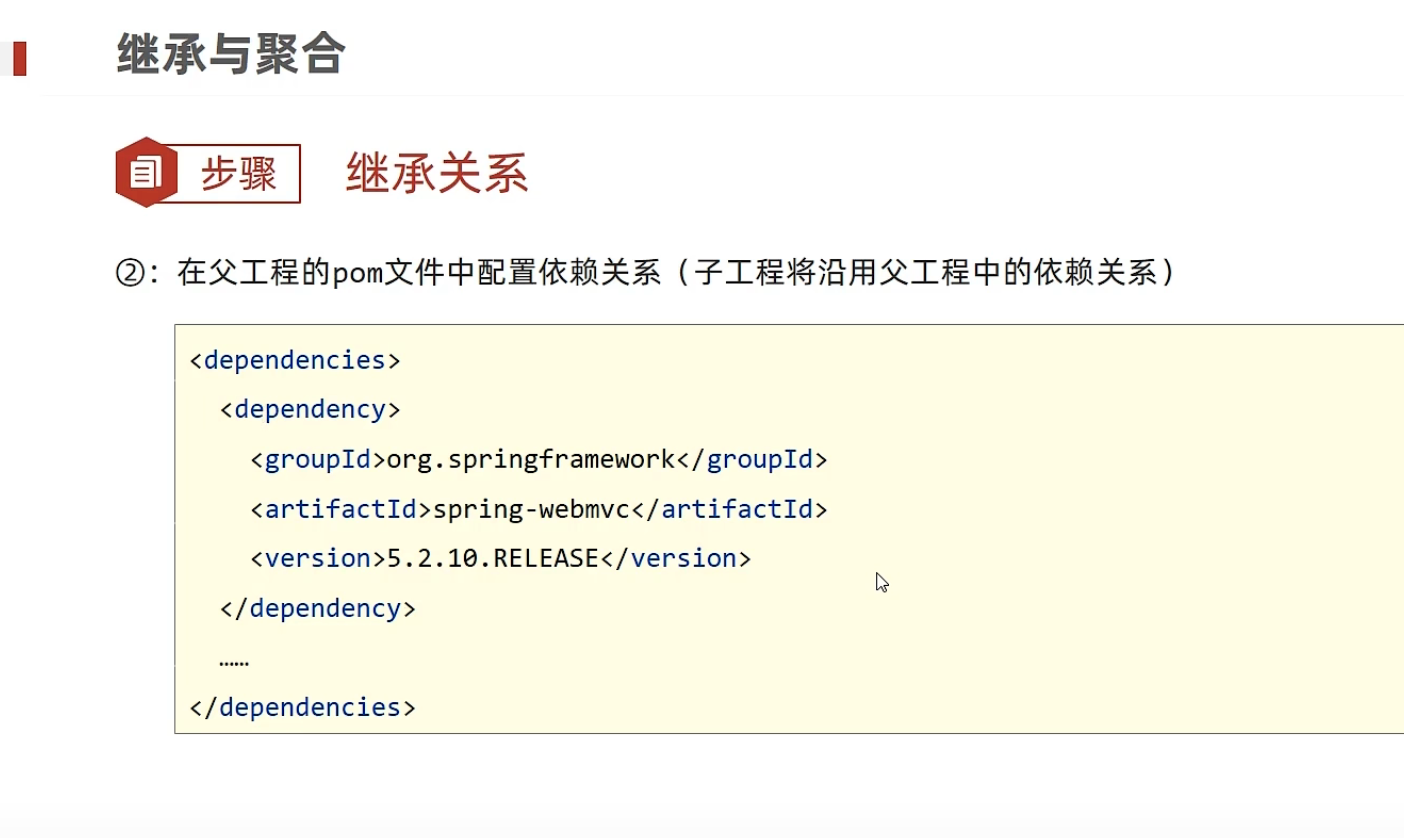 继承与聚合
步骤 继承关系
②：在父工程的pom文件中配置依赖关系（子工程将沿用父工程中的依赖关系）
<dependencies>
<dependency>
<groupId>org.springframework</groupId>
<artifactId>spring-webmvc</artifactId>
<version>5.2.10.RELEASE</version>
</dependency>
……
</dependencies>